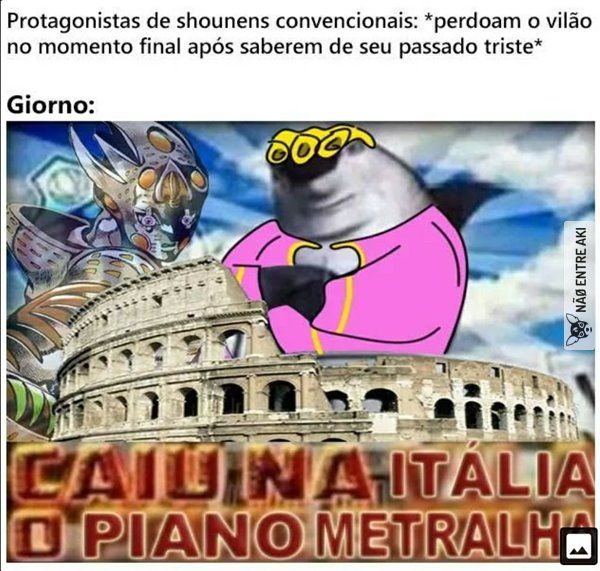 Protagonistas de shounens convencionais: *perdoam o vilão
no momento final após saberem de seu passado triste*
Giorno:
NÃØ ENTRE AKI
CAIU NA ITÁLIA
O PIANO METRALHA